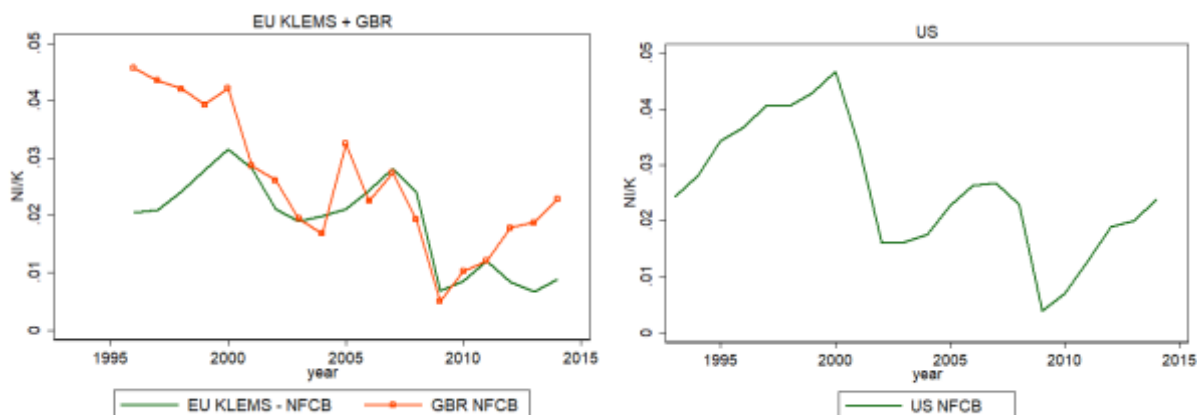 EU KLEMS + GBR
NI/K
.05
.04
.03
.02
.01
0
1995 2000 2005 2010 2015
year
EU KLEMS - NFCB GBR NFCB
US
NI/K
.05
.04
.03
.02
.01
0
1995 2000 2005 2010 2015
year
US NFCB